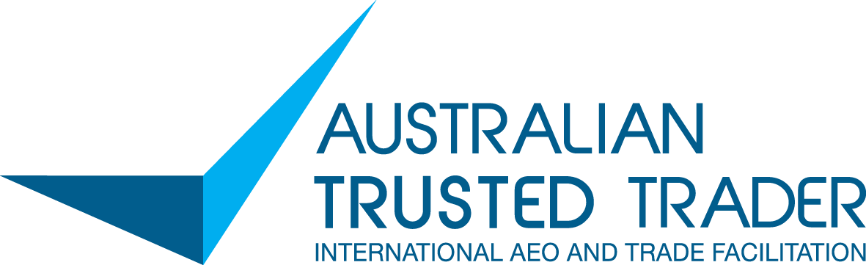 AUSTRALIAN
TRUSTED TRADER
INTERNATIONAL AEO AND TRADE FACILITATION